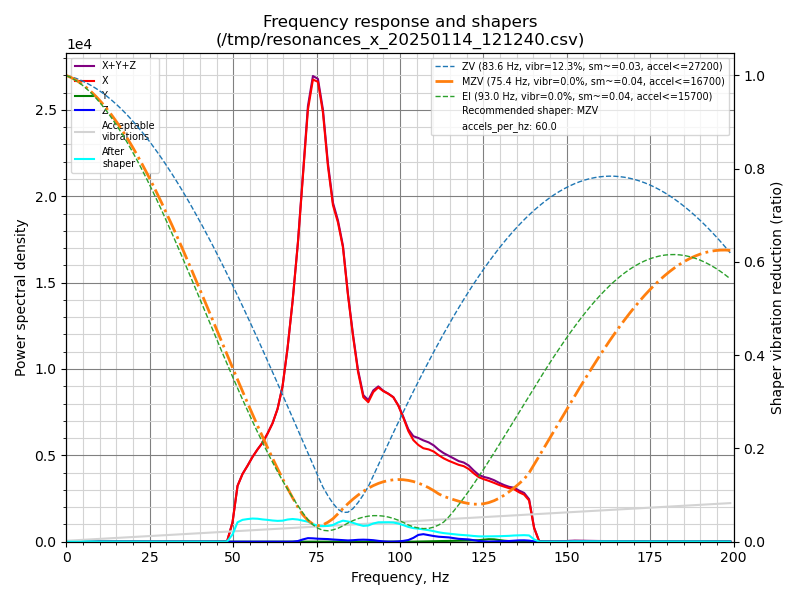 Frequency response and shapers
(/tmp/resonances_x_20250114_121240.csv)
1e4
X+Y+Z
X
Y
Z
Acceptable
vibrations
After
shaper
ZV (83.6 Hz, vibr=12.3%, sm~=0.03, accel<=27200)
MZV (75.4 Hz, vibr=0.0%, sm~=0.04, accel<=16700)
EI (93.0 Hz, vibr=0.0%, sm~=0.04, accel<=15700)
Recommended shaper: MZV
accels_per_hz: 60.0
Power spectral density
2.5
2.0
1.5
1.0
0.5
0.0
1.0
0.8
0.6
0.4
0.2
0.0
Shaper vibration reduction (ratio)
0 25 50 75 100 125 150 175 200
Frequency, Hz